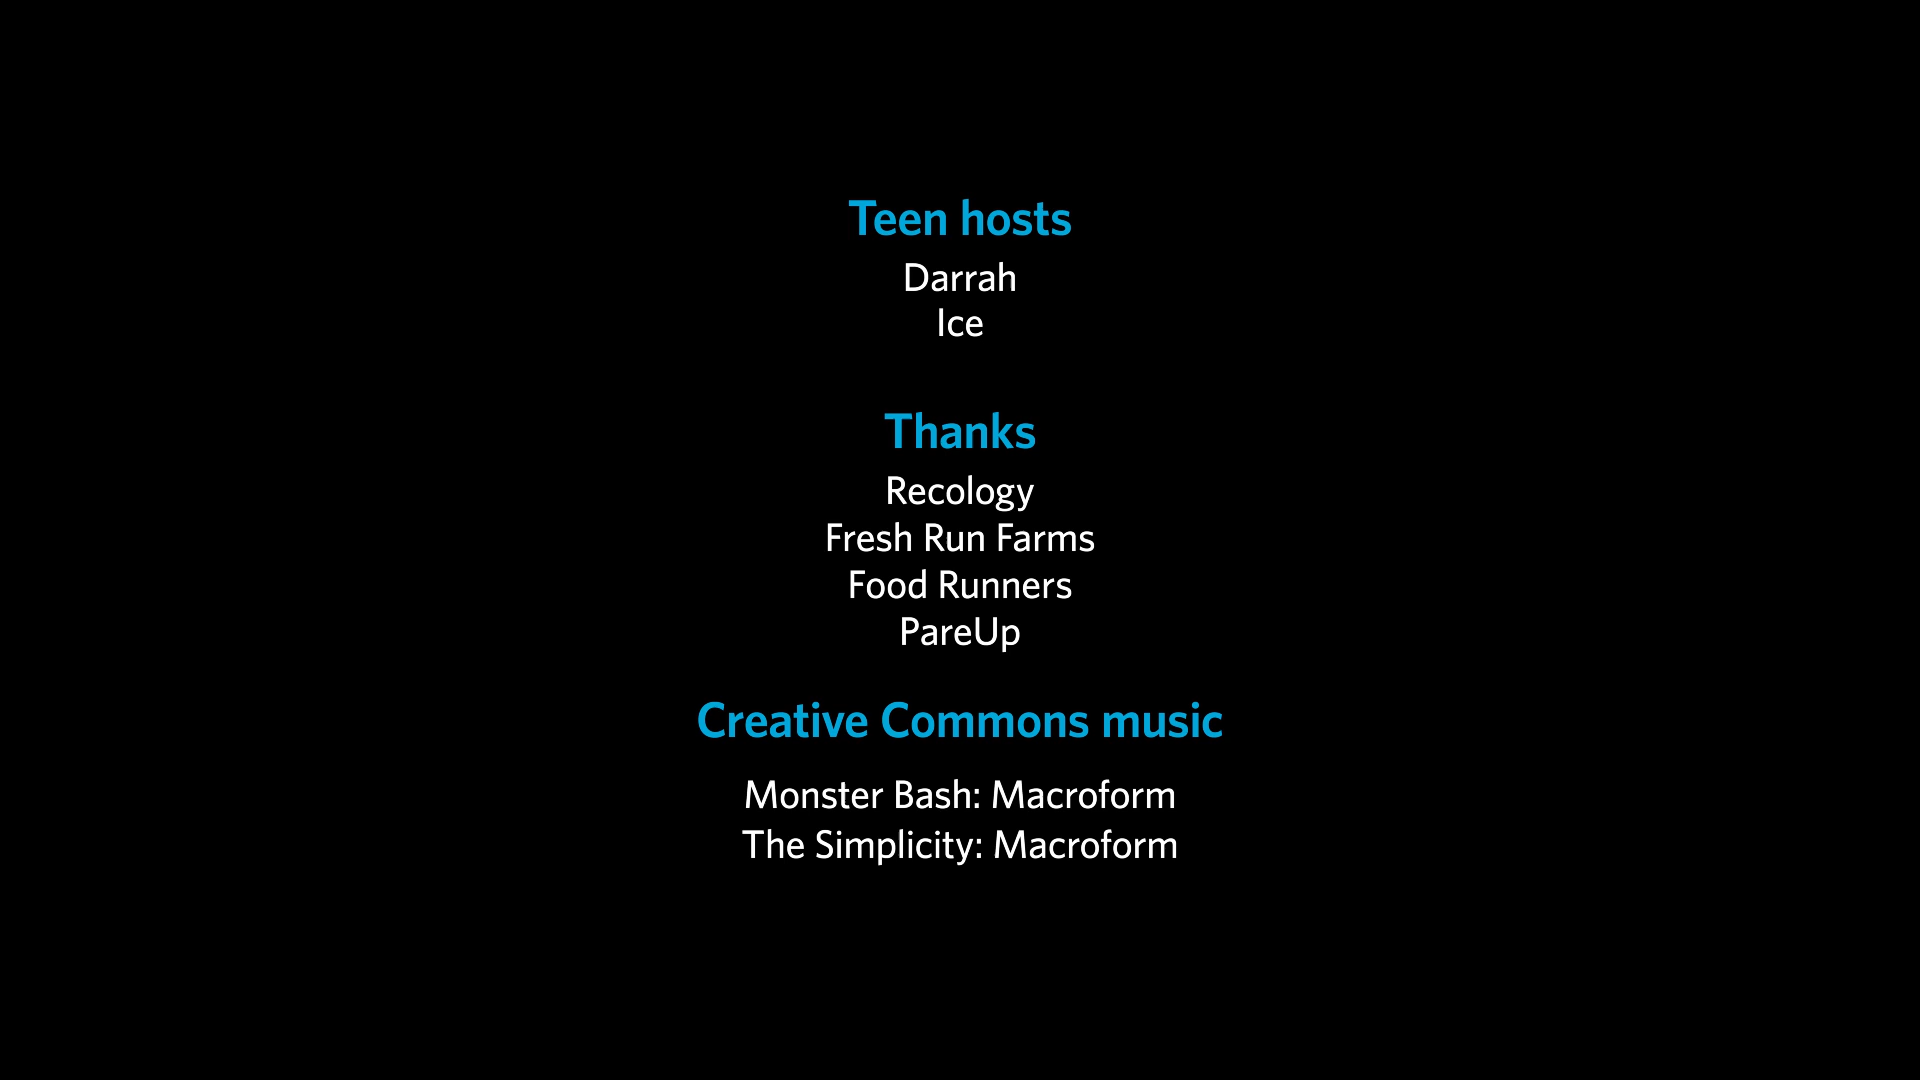 Teen hosts
Darrah
Ice
Thanks
Recology
Fresh Run Farms
Food Runners
PareUp
Creative Commons music
Monster Bash: Macroform
The Simplicity: Macroform